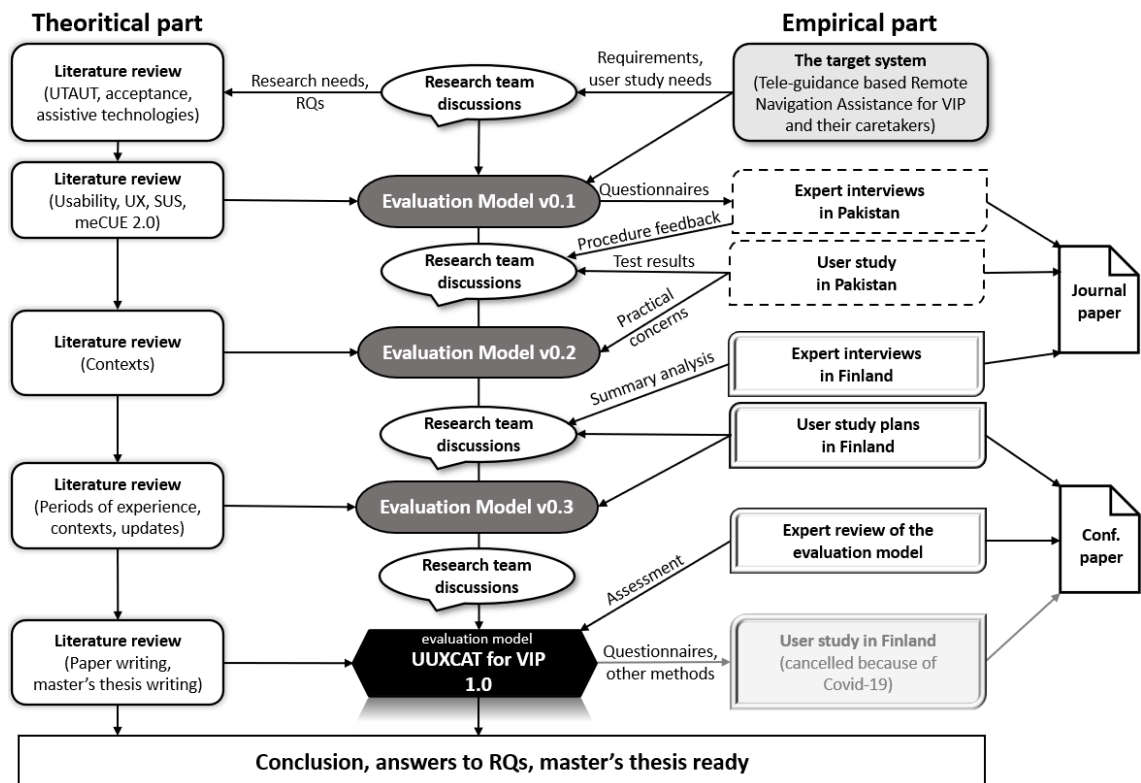 Theoritical part
Empirical part
Literature review
(UTAUT, acceptance,
assistive technologies)
Research needs,
RQs
Research team
discussions
Requirements,
user study needs
The target system
(Tele-guidance based Remote
Navigation Assistance for VIP
and their caretakers)
Literature review
(Usability, UX, SUS,
meCUE 2.0)
Evaluation Model v0.1
Questionnaires
Expert interviews
in Pakistan
Procedure feedback
Research team
discussions
Test results
User study
in Pakistan
Journal
paper
Practical
concerns
Literature review
(Contexts)
Evaluation Model v0.2
Expert interviews
in Finland
Summary analysis
Research team
discussions
User study plans
in Finland
Literature review
(Periods of experience,
contexts, updates)
Evaluation Model v0.3
Expert review of the
evaluation model
Conf.
paper
Research team
discussions
Assessment
Literature review
(Paper writing,
master's thesis writing)
evaluation model
UUXCAT for VIP
1.0
Questionnaires,
other methods
User study in Finland
(cancelled because of
Covid-19)
Conclusion, answers to RQs, master's thesis ready